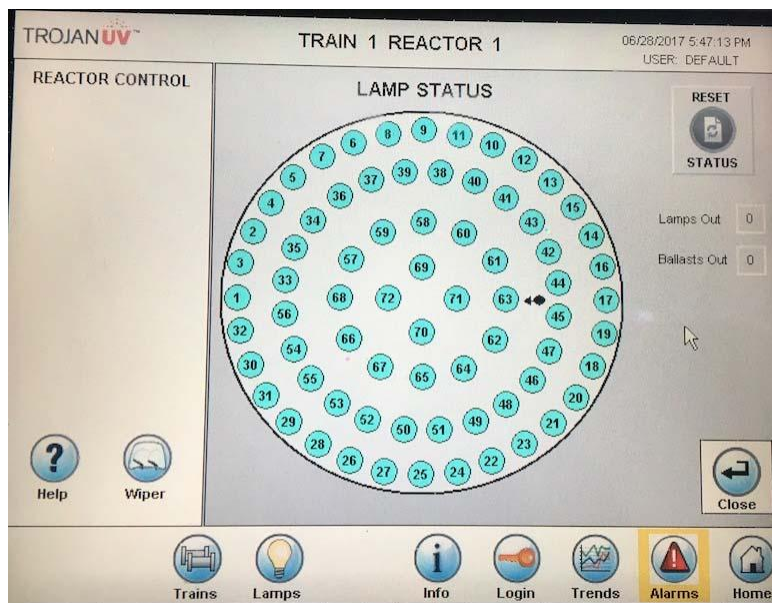 TROJANUV™
TRAIN 1 REACTOR 1
06/28/2017 5:47:13 PM
USER: DEFAULT
REACTOR CONTROL
LAMP STATUS
RESET
STATUS
Lamps Out 0
Ballasts Out 0
9
8 11
6 10
7 12
5 13
4 15
2 14
3 16
1 17
32 19
30 18
31 20
29 21
28 23
26 22
27 24
25
39 38
37 40
36 41
34 43
35 42
33 44
56 45
54 47
55 46
53 48
52 49
50 51
58
59 60
57 61
68 63
66 62
67 64
65
69
72 71
70
Help
Wiper
Close
Trains
Lamps
Info
Login
Trends
Alarms
Home